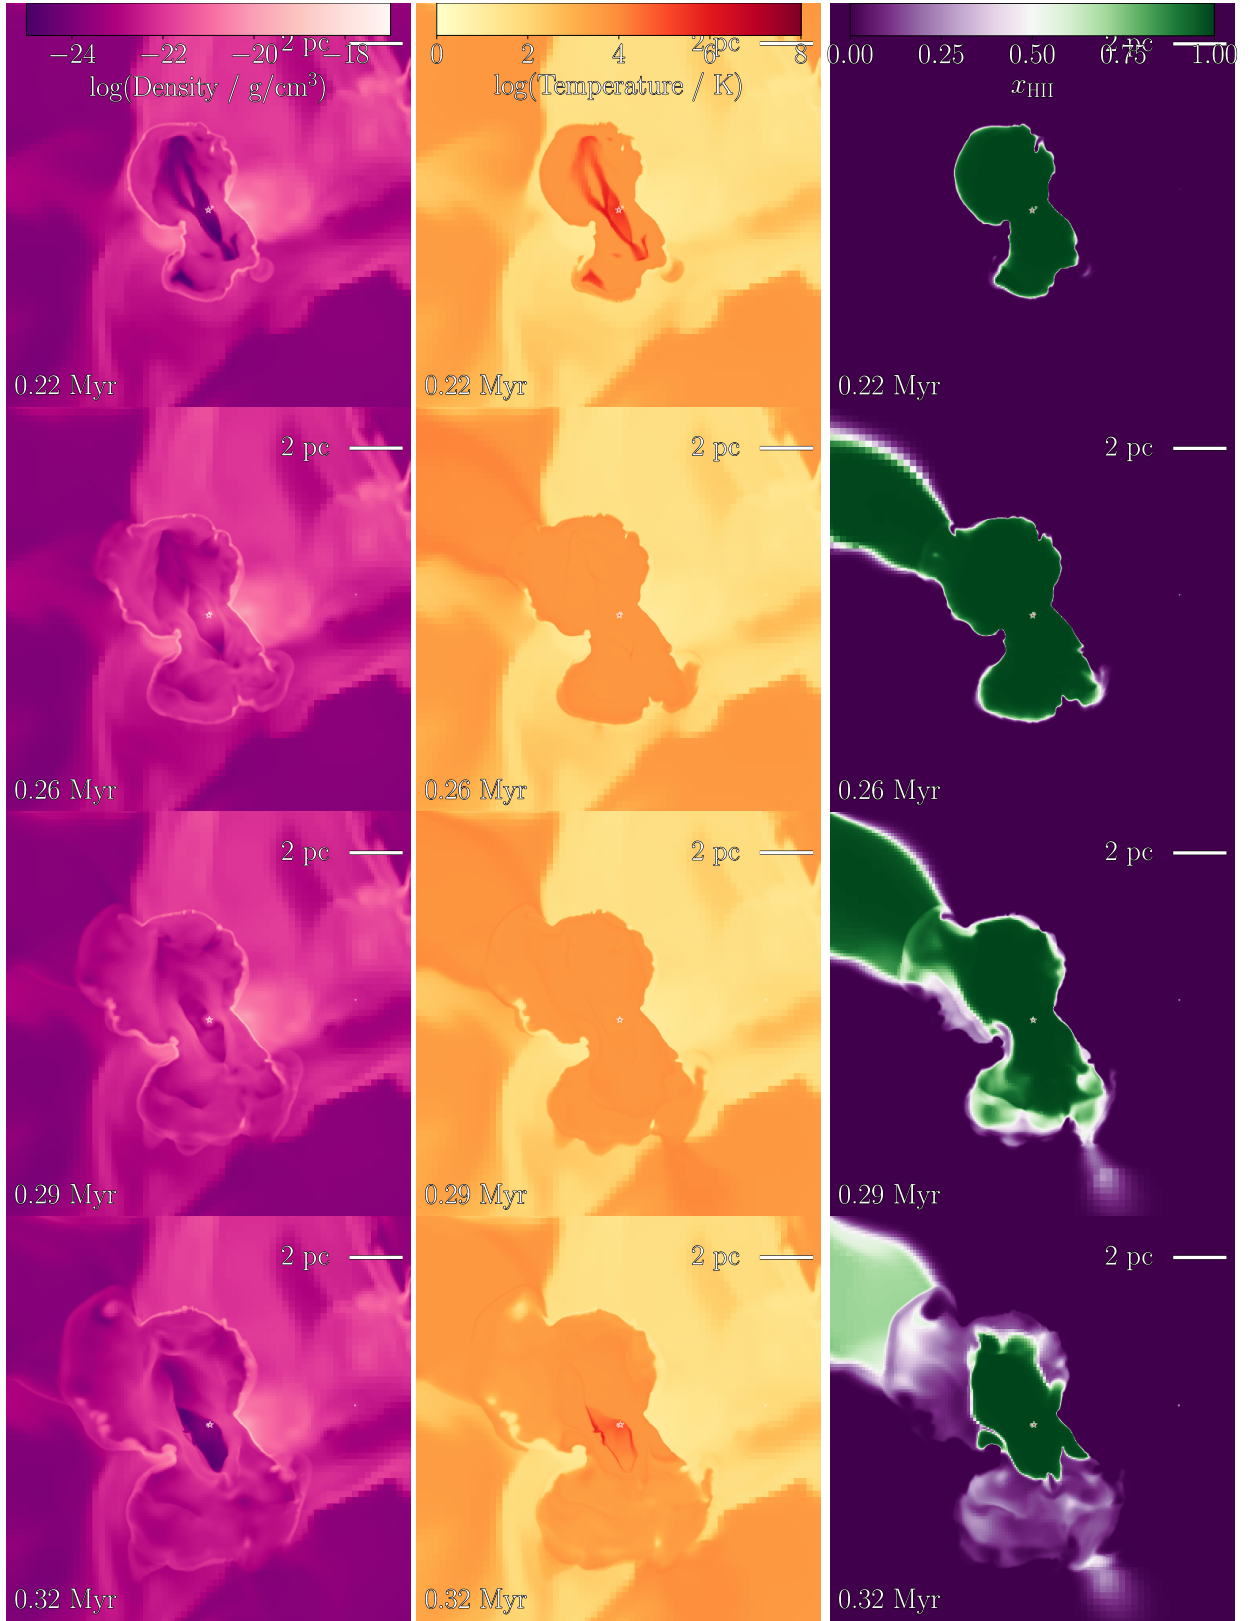 −24 −22 −20 −18 0 2 4 6 8 0.00 0.25 0.50 0.75 1.00
2 pc 2 pc 2 pc
log(Density / g/cm³) log(Temperature / K) xHII
0.22 Myr 0.22 Myr 0.22 Myr
2 pc 2 pc 2 pc
0.26 Myr 0.26 Myr 0.26 Myr
2 pc 2 pc 2 pc
0.29 Myr 0.29 Myr 0.29 Myr
2 pc 2 pc 2 pc
0.32 Myr 0.32 Myr 0.32 Myr